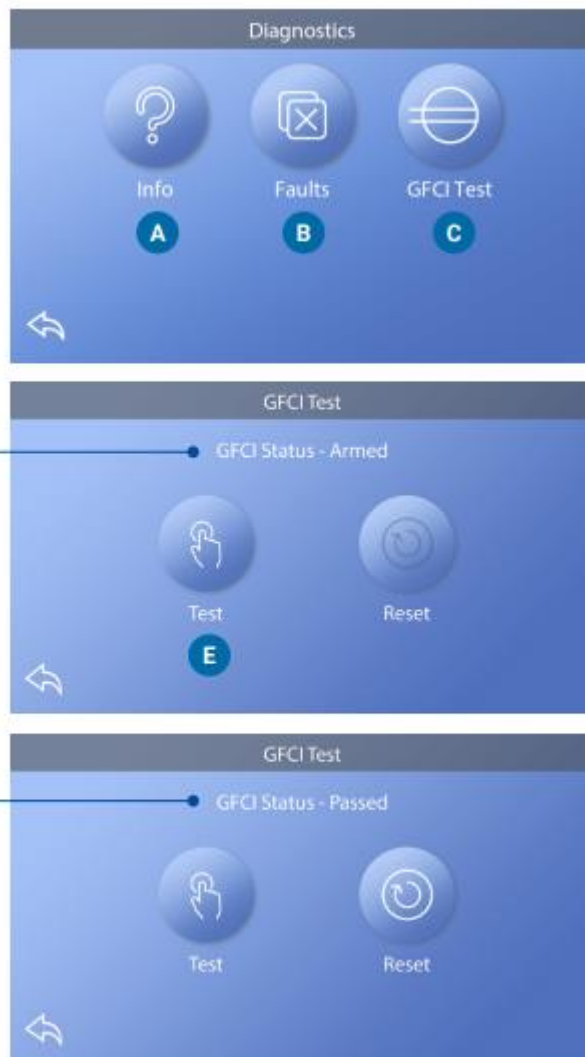 Diagnostics
Info Faults GFCI Test
A B C
GFCI Test
GFCI Status - Armed
Test Reset
E
GFCI Test
GFCI Status - Passed
Test Reset